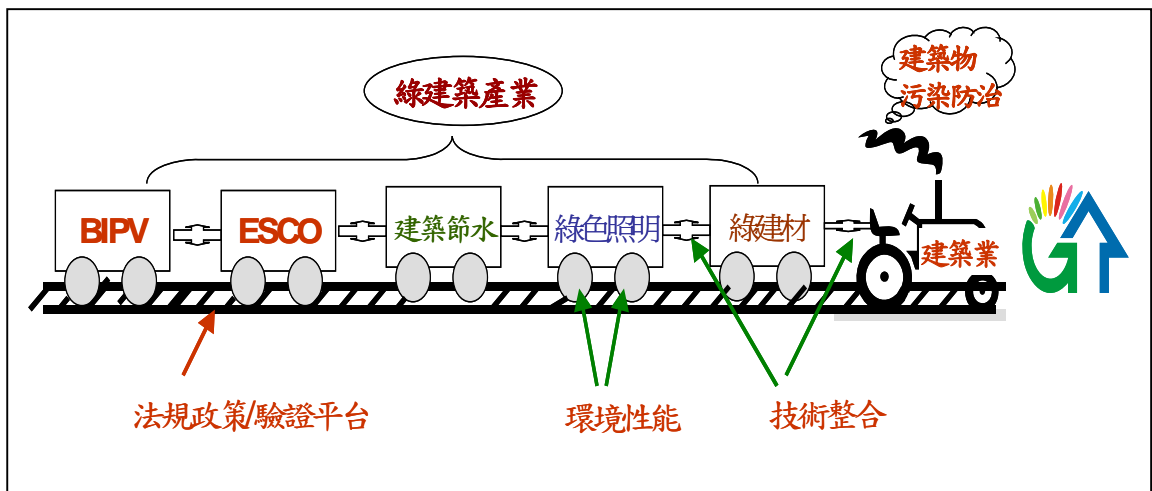 建築物
污染防治
綠建築產業
BIPV
ESCO
建築節水
綠色照明
綠建材
建築業
法規政策/驗證平台
環境性能
技術整合